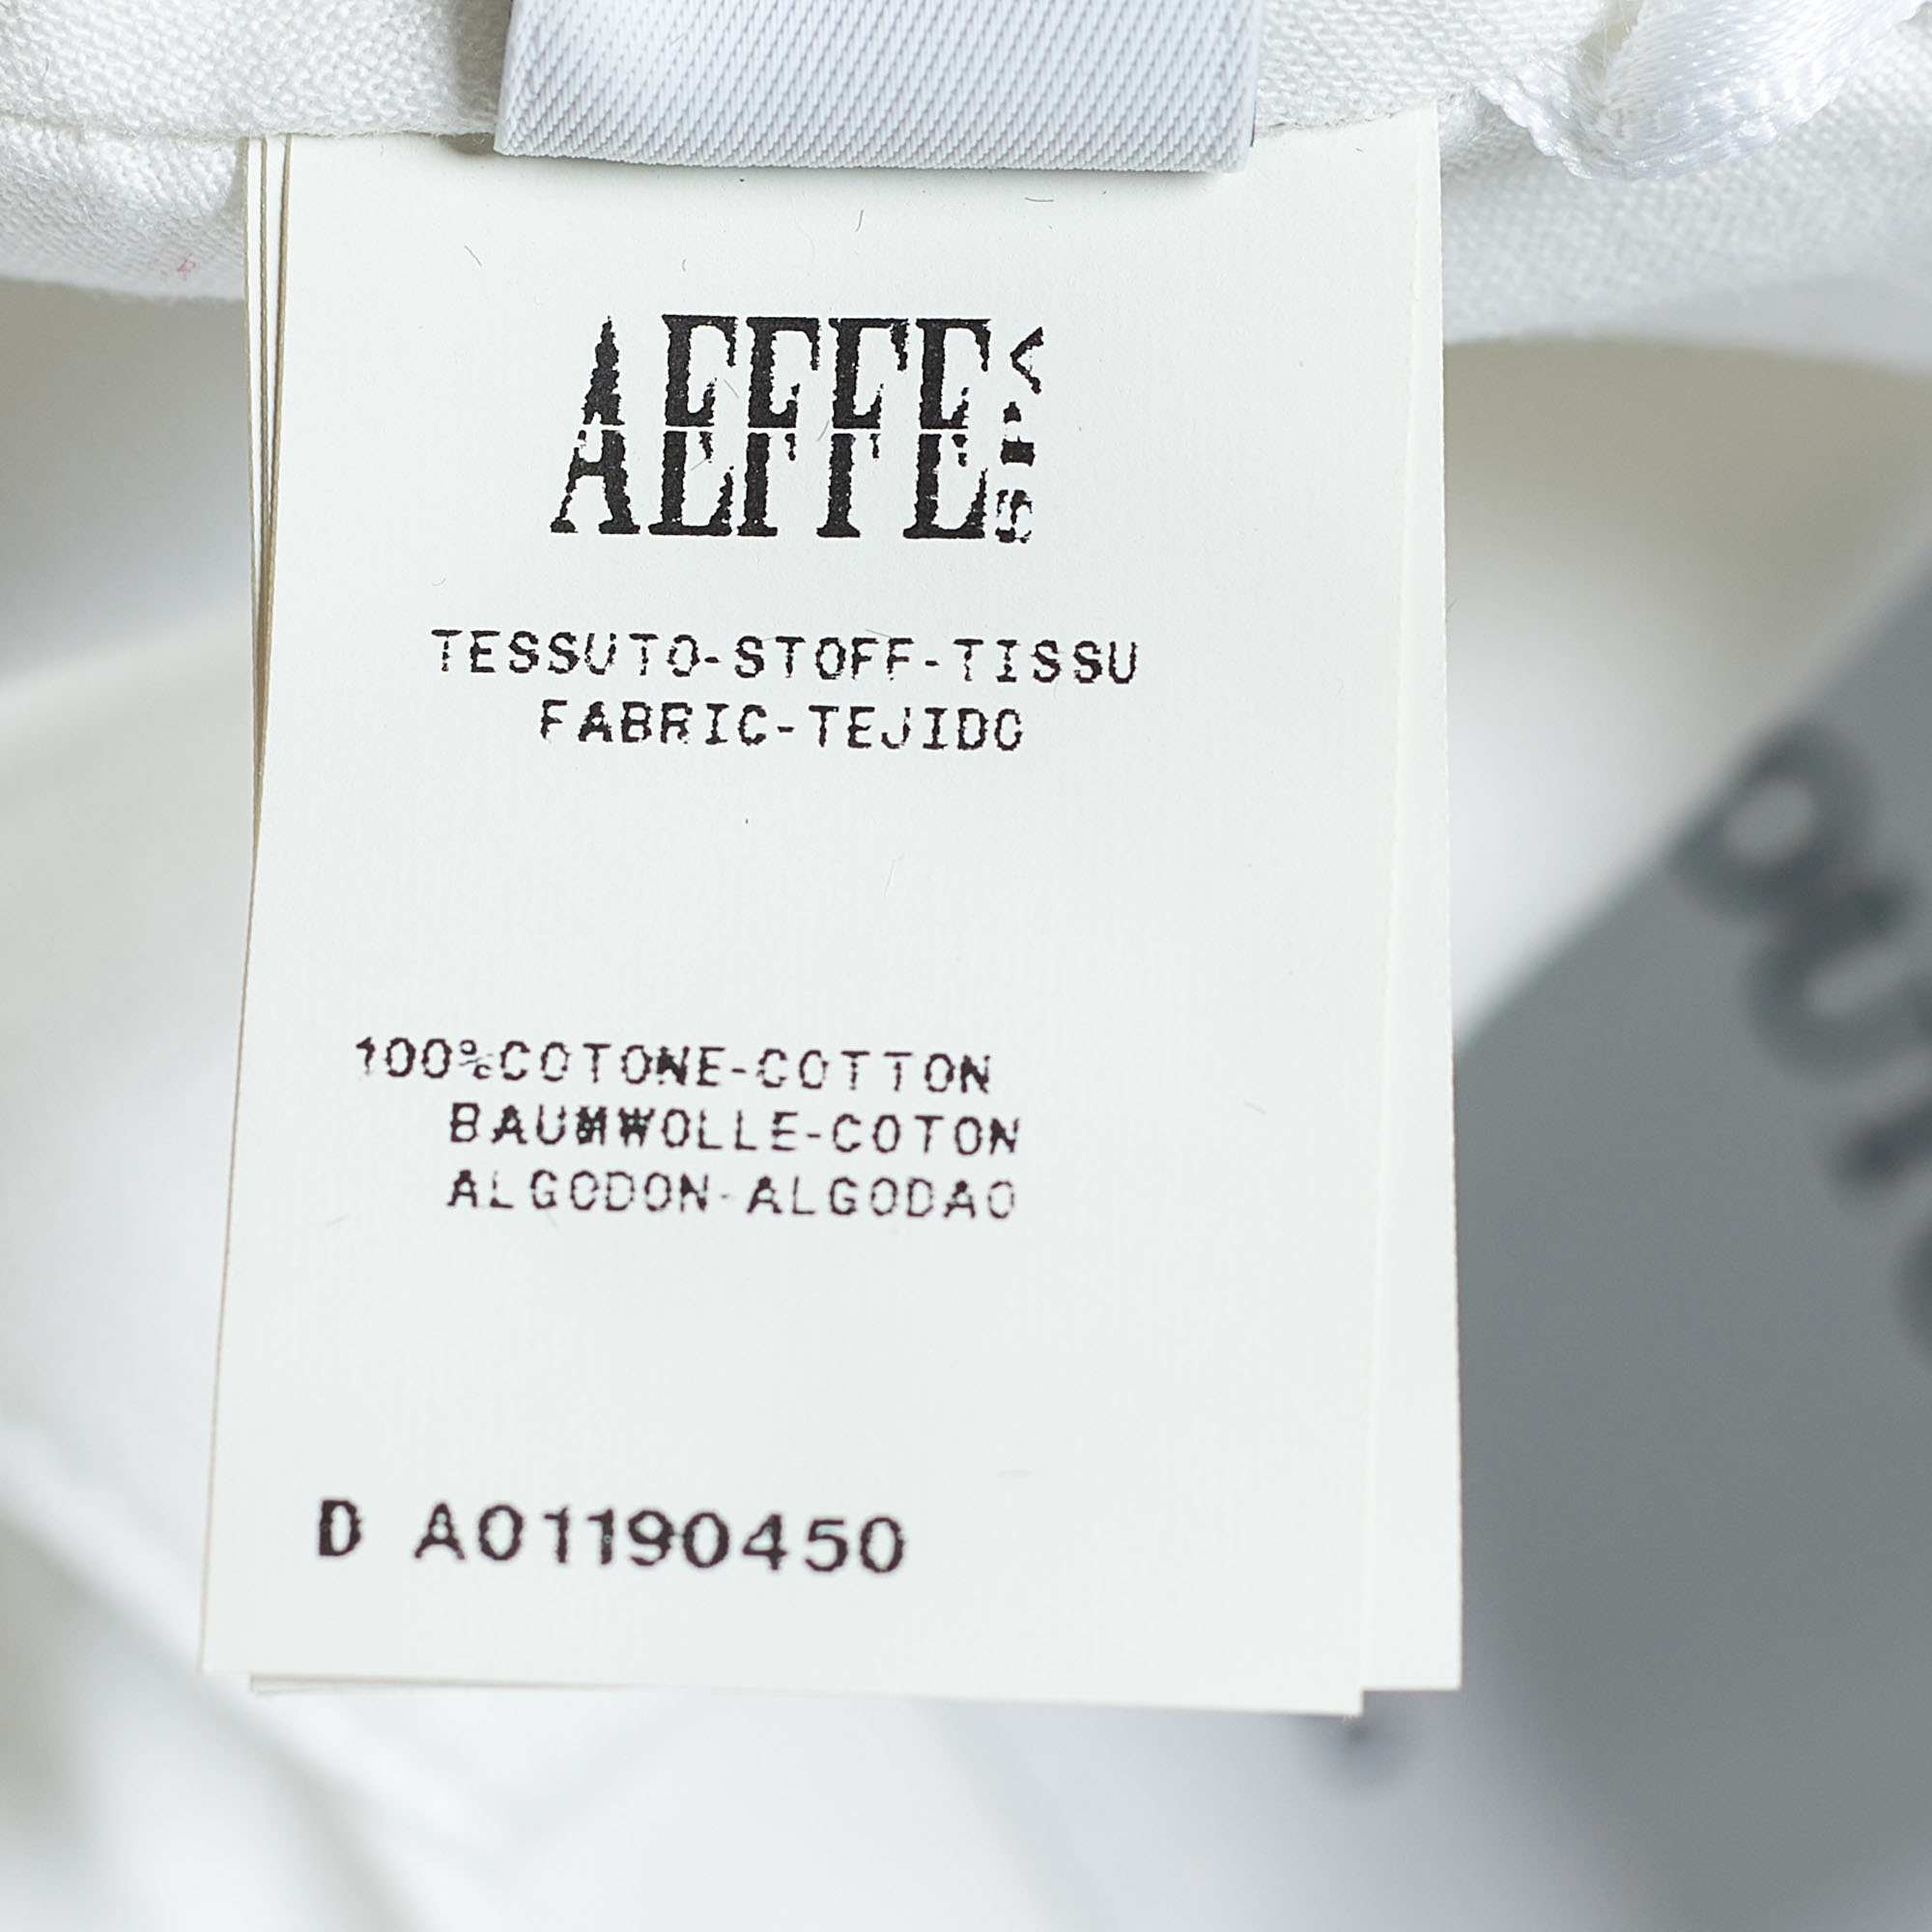 AEFFE
TESSUTO-STOFF-TISSU
FABRIC-TEJIDO
100%COTONE-COTTON
BAUMWOLLE-COTON
ALGODON-ALGODAO
D A01190450